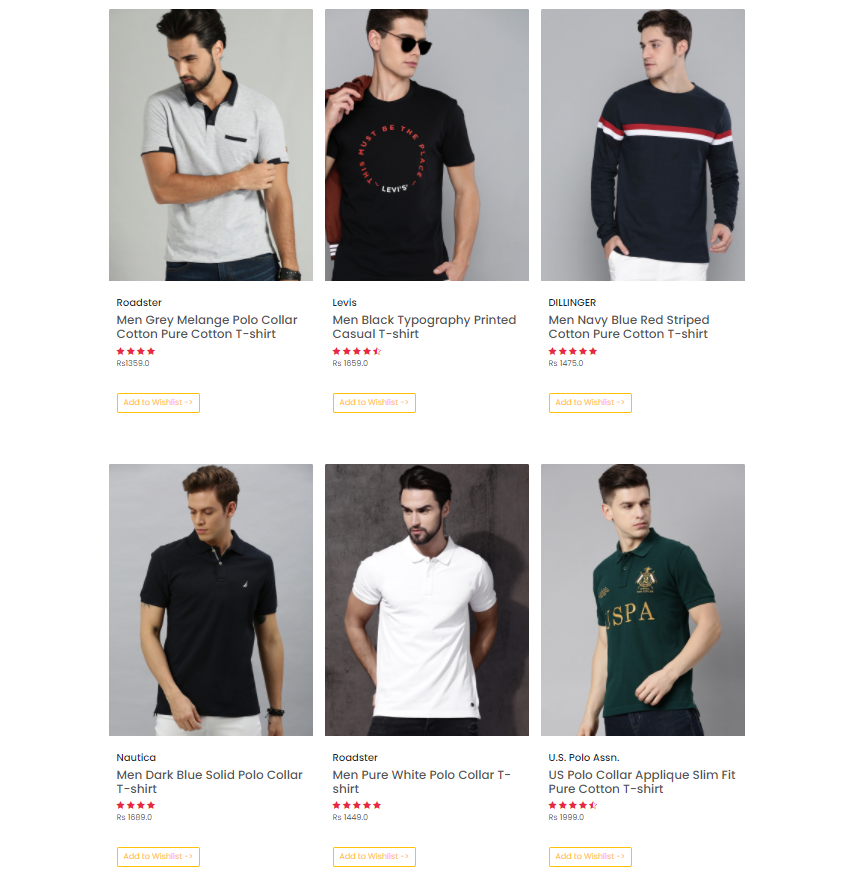 THIS MUST BE THE PLACE
LEVI'S
Roadster
Men Grey Melange Polo Collar
Cotton Pure Cotton T-shirt
Rs1359.0
Add to Wishlist ->
Levis
Men Black Typography Printed
Casual T-shirt
Rs 1659.0
Add to Wishlist ->
DILLINGER
Men Navy Blue Red Striped
Cotton Pure Cotton T-shirt
Rs 1475.0
Add to Wishlist ->
USPA
Nautica
Men Dark Blue Solid Polo Collar
T-shirt
Rs 1689.0
Add to Wishlist ->
Roadster
Men Pure White Polo Collar T-
shirt
Rs 1449.0
Add to Wishlist ->
U.S. Polo Assn.
US Polo Collar Applique Slim Fit
Pure Cotton T-shirt
Rs 1999.0
Add to Wishlist ->